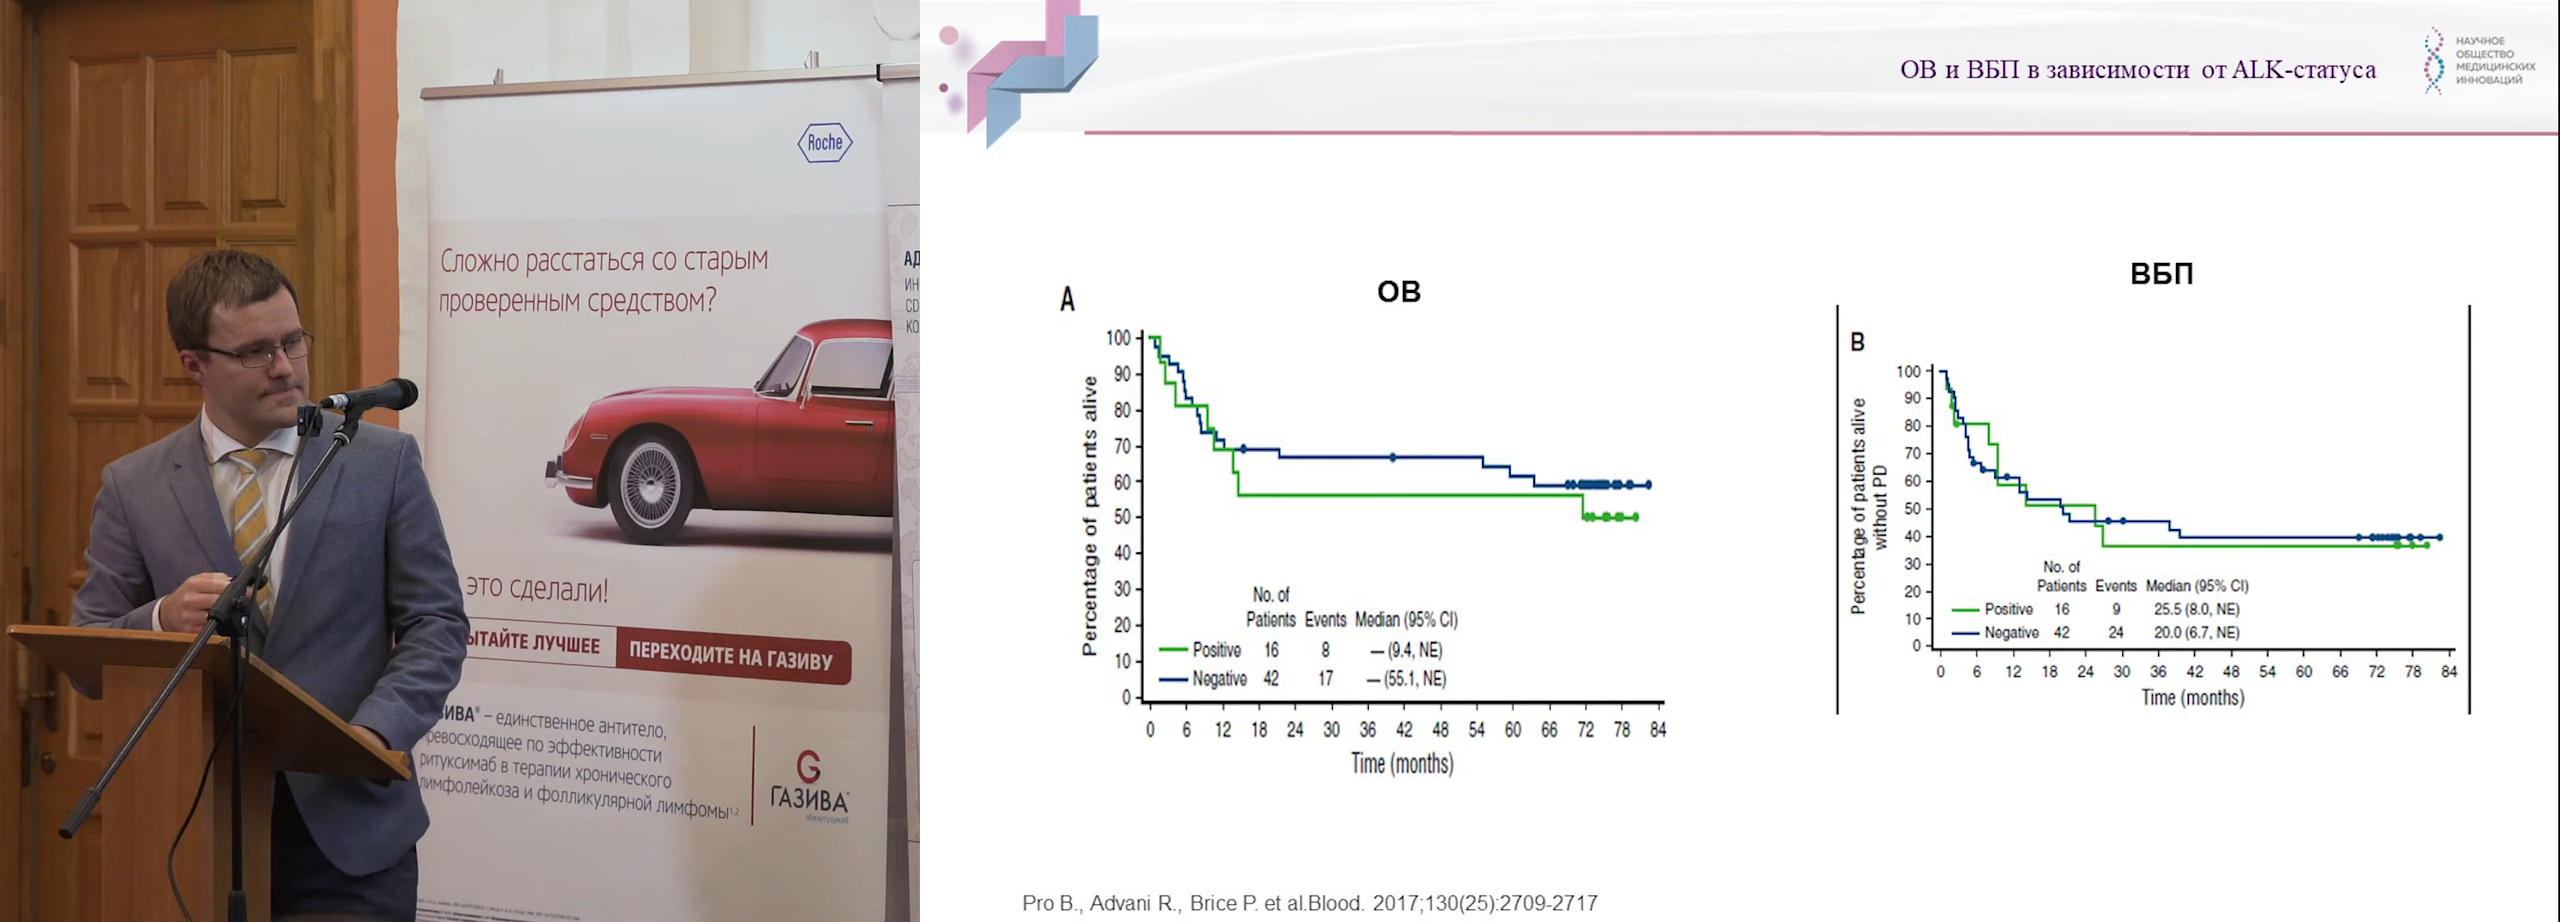 Roche
Сложно расстаться со старым
проверенным средством?
это сделали!
ЫТАЙТЕ ЛУЧШЕЕ
ПЕРЕХОДИТЕ НА ГАЗИВУ
ЗИВА® – единственное антитело,
превосходящее по эффективности
ритуксимаб в терапии хронического
лимфолейкоза и фолликулярной лимфомы1,2
G
ГАЗИВА®
обинутузумаб
АД
ИН
CD
КО
ОВ и ВБП в зависимости от ALK-статуса
НАУЧНОЕ
ОБЩЕСТВО
МЕДИЦИНСКИХ
ИННОВАЦИЙ
A
ОВ
Percentage of patients alive
100
90
80
70
60
50
40
30
20
10
0
No. of
Patients Events Median (95% CI)
Positive 16 8 — (9.4, NE)
Negative 42 17 — (55.1, NE)
0 6 12 18 24 30 36 42 48 54 60 66 72 78 84
Time (months)
ВБП
B
Percentage of patients alive
without PD
100
90
80
70
60
50
40
30
20
10
0
No. of
Patients Events Median (95% CI)
Positive 16 9 25.5 (8.0, NE)
Negative 42 24 20.0 (6.7, NE)
0 6 12 18 24 30 36 42 48 54 60 66 72 78 84
Time (months)
Pro B., Advani R., Brice P. et al.Blood. 2017;130(25):2709-2717